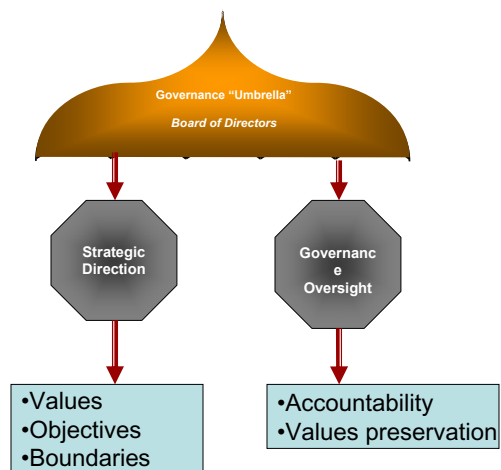 Governance “Umbrella”
Board of Directors
Strategic
Direction
Governanc
e
Oversight
•Values
•Objectives
•Boundaries
•Accountability
•Values preservation